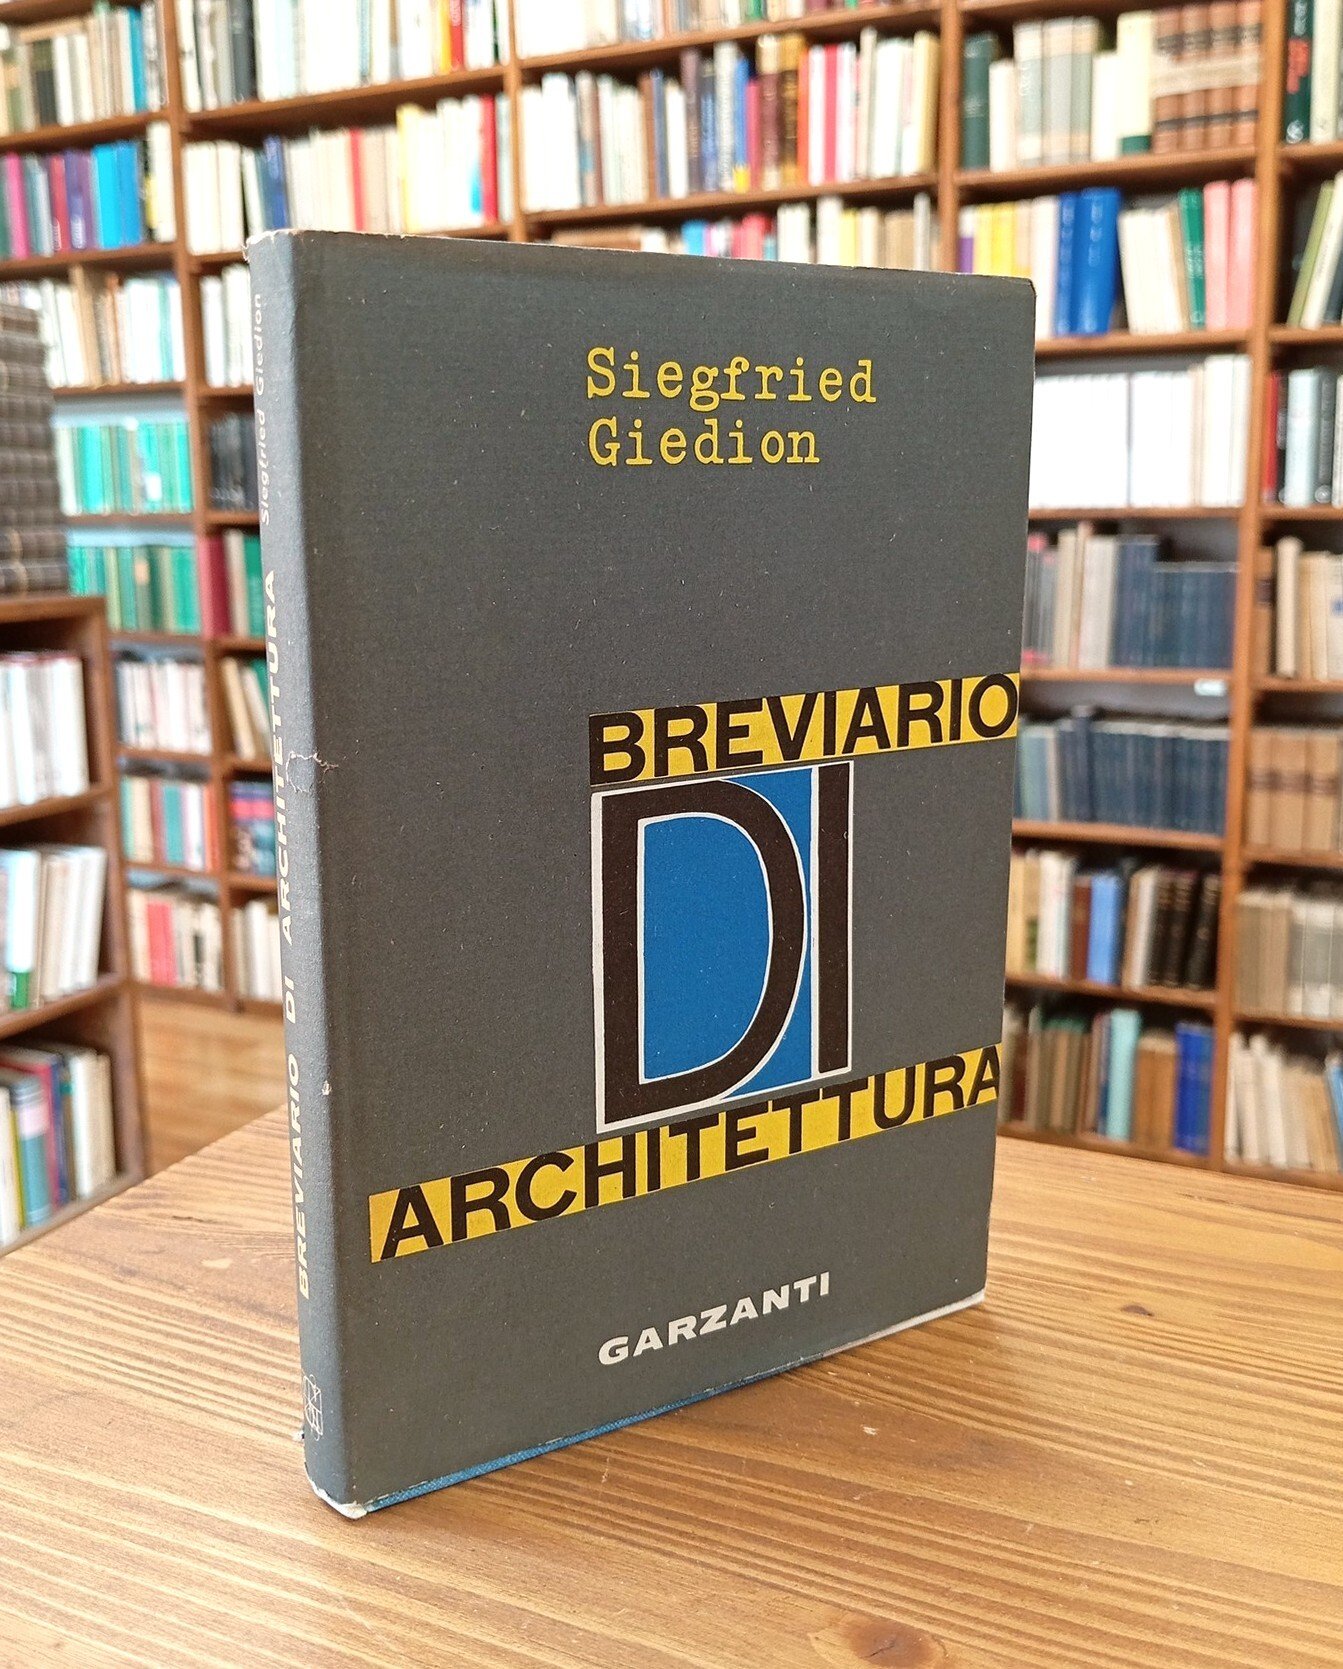 Siegfried
Giedion
BREVIARIO
DI
ARCHITETTURA
GARZANTI
BREVIARIO DI ARCHITETTURA Siegfried Giedion